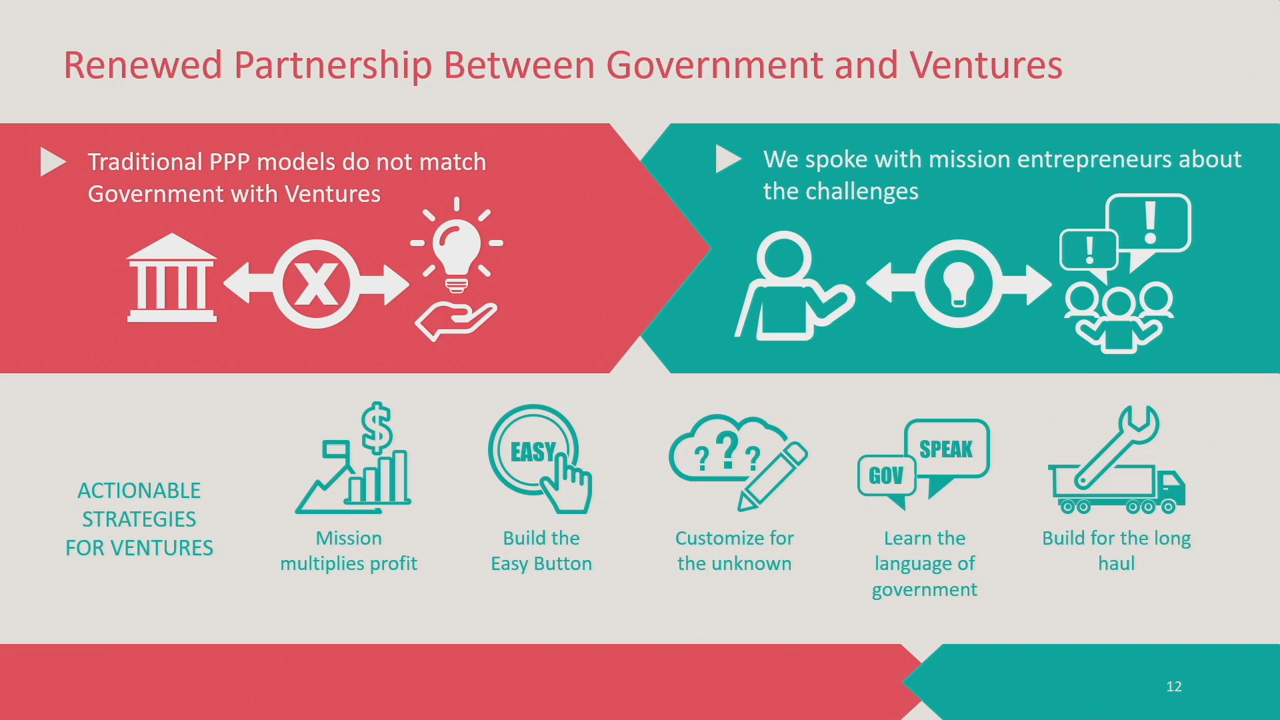 Renewed Partnership Between Government and Ventures
Traditional PPP models do not match
Government with Ventures
X
We spoke with mission entrepreneurs about
the challenges
!
!
ACTIONABLE
STRATEGIES
FOR VENTURES
$
Mission
multiplies profit
EASY
Build the
Easy Button
? ? ?
Customize for
the unknown
GOV
SPEAK
Learn the
language of
government
Build for the long
haul
12